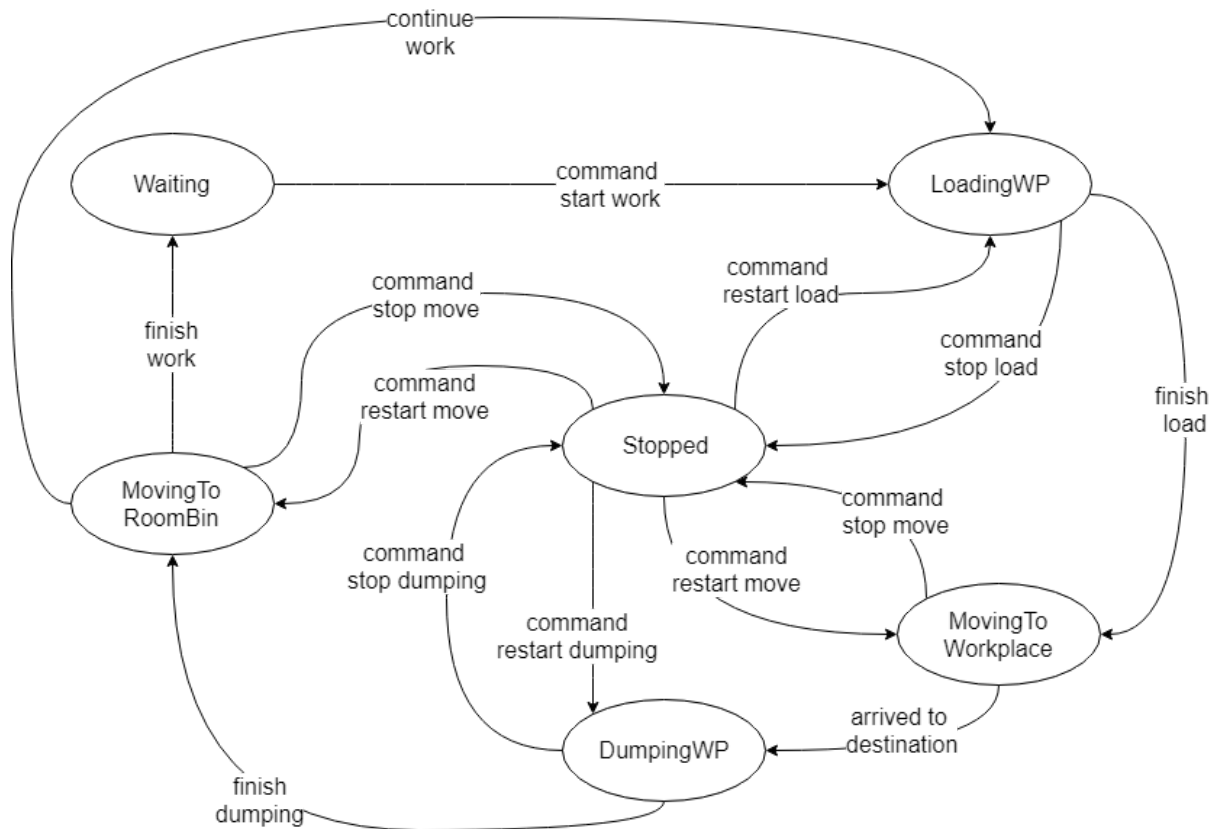 continue
work
Waiting
command
start work
LoadingWP
command
stop move
command
restart load
finish
work
command
stop load
command
restart move
finish
load
Stopped
MovingTo
RoomBin
command
stop move
command
stop dumping
command
restart move
command
restart dumping
MovingTo
Workplace
arrived to
destination
DumpingWP
finish
dumping